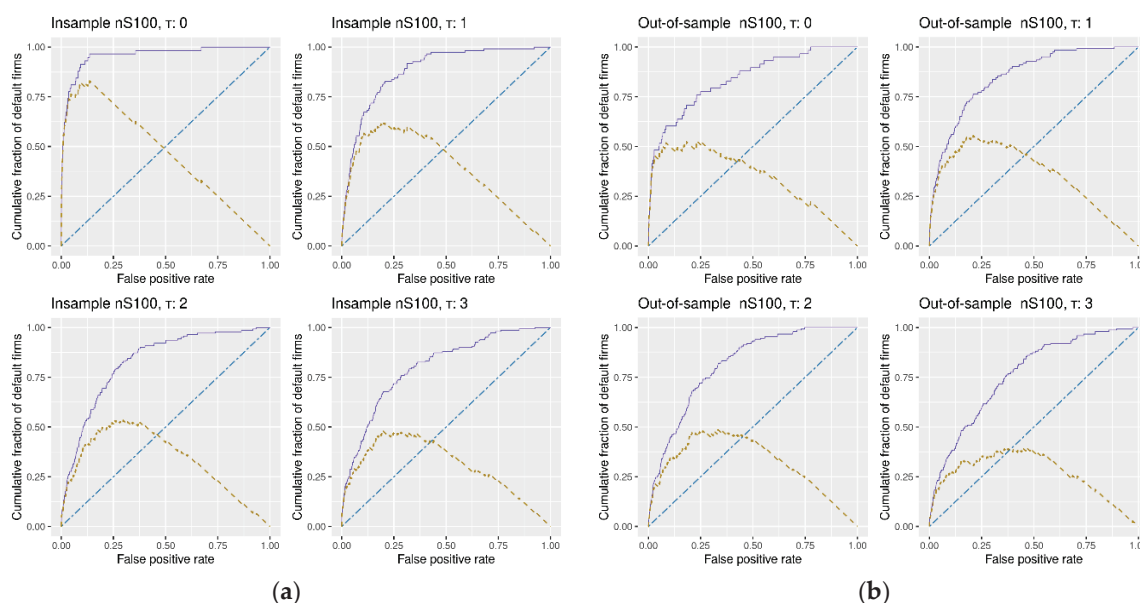 Insample nS100, τ: 0
Insample nS100, τ: 1
Out-of-sample nS100, τ: 0
Out-of-sample nS100, τ: 1
Cumulative fraction of default firms
1.00
0.75
0.50
0.25
0.00
0.00 0.25 0.50 0.75 1.00
False positive rate
Cumulative fraction of default firms
1.00
0.75
0.50
0.25
0.00
0.00 0.25 0.50 0.75 1.00
False positive rate
Cumulative fraction of default firms
1.00
0.75
0.50
0.25
0.00
0.00 0.25 0.50 0.75 1.00
False positive rate
Cumulative fraction of default firms
1.00
0.75
0.50
0.25
0.00
0.00 0.25 0.50 0.75 1.00
False positive rate
Insample nS100, τ: 2
Insample nS100, τ: 3
Out-of-sample nS100, τ: 2
Out-of-sample nS100, τ: 3
Cumulative fraction of default firms
1.00
0.75
0.50
0.25
0.00
0.00 0.25 0.50 0.75 1.00
False positive rate
Cumulative fraction of default firms
1.00
0.75
0.50
0.25
0.00
0.00 0.25 0.50 0.75 1.00
False positive rate
Cumulative fraction of default firms
1.00
0.75
0.50
0.25
0.00
0.00 0.25 0.50 0.75 1.00
False positive rate
Cumulative fraction of default firms
1.00
0.75
0.50
0.25
0.00
0.00 0.25 0.50 0.75 1.00
False positive rate
(a)
(b)